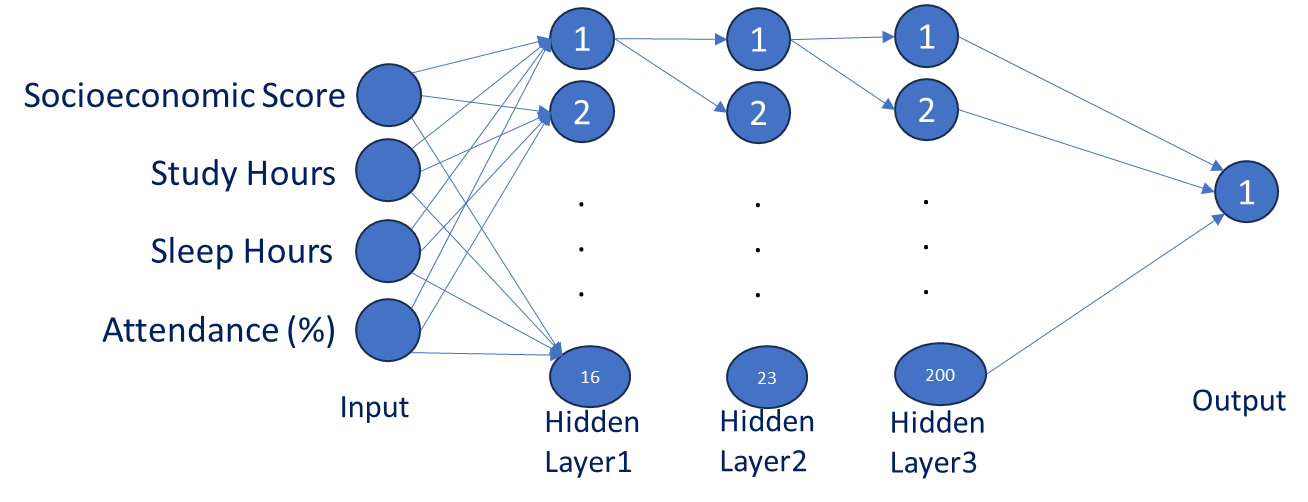 Socioeconomic Score
Study Hours
Sleep Hours
Attendance (%)
Input
1
2
16
Hidden
Layer1
1
2
23
Hidden
Layer2
1
2
200
Hidden
Layer3
1
Output